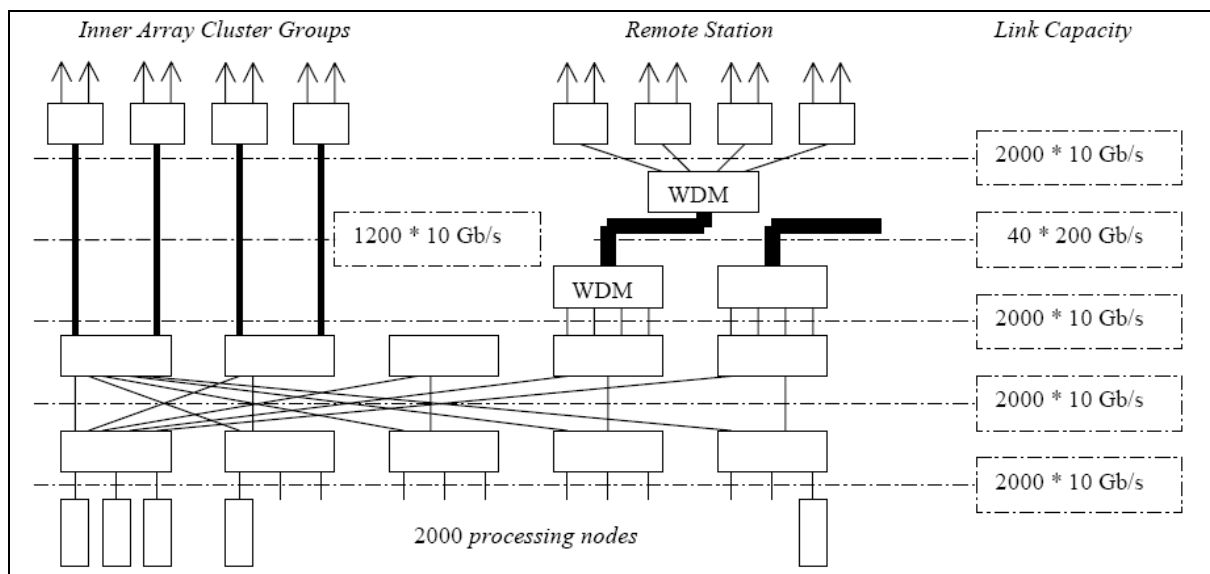 Inner Array Cluster Groups
Remote Station
Link Capacity
2000 * 10 Gb/s
WDM
1200 * 10 Gb/s
40 * 200 Gb/s
WDM
2000 * 10 Gb/s
2000 * 10 Gb/s
2000 * 10 Gb/s
2000 processing nodes